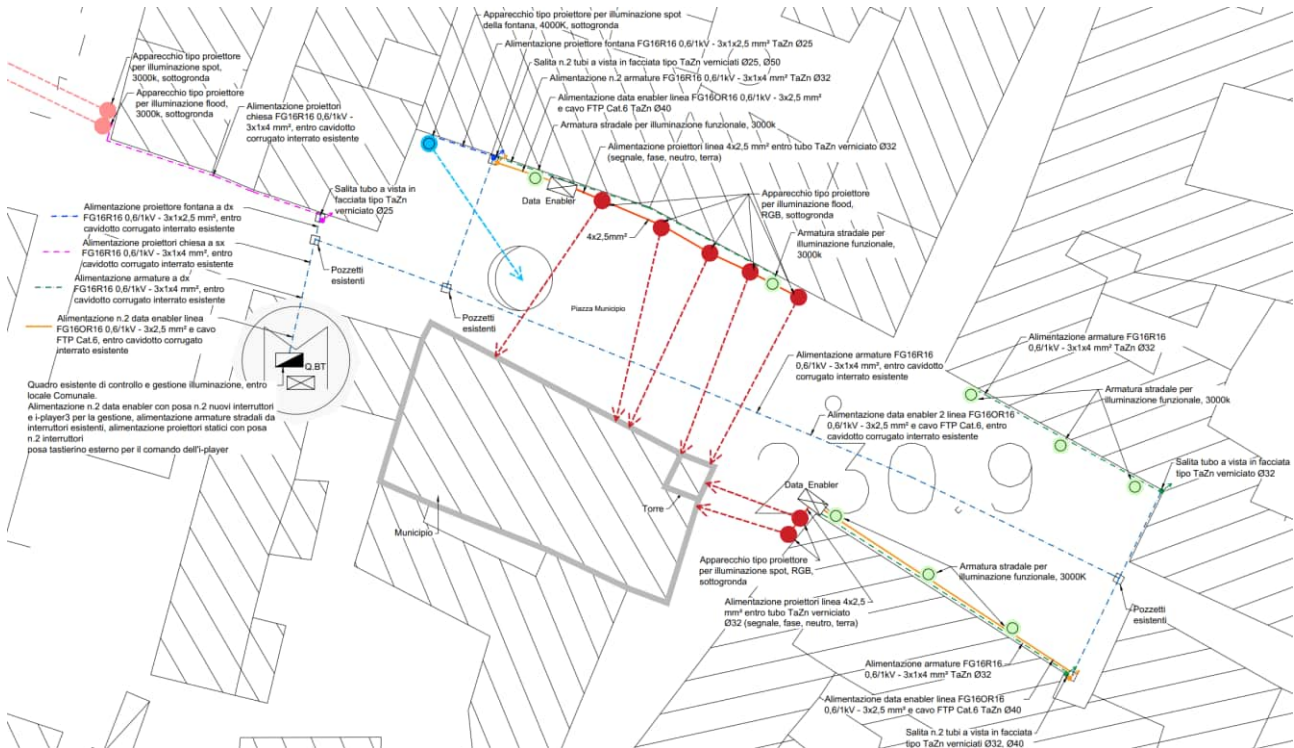 Apparecchio tipo proiettore per illuminazione spot
della fontana, 4000K, sottogronda
Alimentazione proiettore fontana FG16R16 0,6/1kV - 3x1x2,5 mm² TaZn Ø25
Salita n.2 tubi a vista in facciata tipo TaZn verniciati Ø25, Ø50
Alimentazione n.2 armature FG16R16 0,6/1kV - 3x1x4 mm² TaZn Ø32
Alimentazione data enabler linea FG16OR16 0,6/1kV - 3x2,5 mm²
e cavo FTP Cat.6 TaZn Ø40
Armatura stradale per illuminazione funzionale, 3000k
Alimentazione proiettori linea 4x2,5 mm² entro tubo TaZn verniciato Ø32
(segnale, fase, neutro, terra)
Apparecchio tipo proiettore
per illuminazione spot,
3000k, sottogronda
Apparecchio tipo proiettore
per illuminazione flood,
3000k, sottogronda
Alimentazione proiettori
chiesa FG16R16 0,6/1kV -
3x1x4 mm², entro cavidotto
corrugato interrato esistente
Salita tubo a vista in
facciata tipo TaZn
verniciato Ø25
Data Enabler
4x2,5mm²
Apparecchio tipo proiettore
per illuminazione flood,
RGB, sottogronda
Armatura stradale per
illuminazione funzionale,
3000k
Alimentazione proiettore fontana a dx
FG16R16 0,6/1kV - 3x1x2,5 mm², entro
cavidotto corrugato interrato esistente
Alimentazione proiettori chiesa a sx
FG16R16 0,6/1kV - 3x1x4 mm², entro
cavidotto corrugato interrato esistente
Alimentazione armature a dx
FG16R16 0,6/1kV - 3x1x4 mm², entro
cavidotto corrugato interrato esistente
Alimentazione n.2 data enabler linea
FG16OR16 0,6/1kV - 3x2,5 mm² e cavo
FTP Cat.6, entro cavidotto corrugato
interrato esistente
Pozzetti
esistenti
Pozzetti
esistenti
Piazza Municipio
Q.BT
Quadro esistente di controllo e gestione illuminazione, entro
locale Comunale.
Alimentazione n.2 data enabler con posa n.2 nuovi interruttori
e i-player3 per la gestione, alimentazione armature stradali da
interruttori esistenti, alimentazione proiettori statici con posa
n.2 interruttori
posa tastierino esterno per il comando dell'i-player
Alimentazione armature FG16R16
0,6/1kV - 3x1x4 mm², entro cavidotto
corrugato interrato esistente
Alimentazione armature FG16R16
0,6/1kV - 3x1x4 mm² TaZn Ø32
Armatura stradale per
illuminazione funzionale, 3000k
Alimentazione data enabler 2 linea FG16OR16
0,6/1kV - 3x2,5 mm² e cavo FTP Cat.6, entro
cavidotto corrugato interrato esistente
2309
Salita tubo a vista in facciata
tipo TaZn verniciato Ø32
Data Enabler
Torre
Municipio
Apparecchio tipo proiettore
per illuminazione spot, RGB,
sottogronda
Armatura stradale per
illuminazione funzionale, 3000K
Alimentazione proiettori linea 4x2,5
mm² entro tubo TaZn verniciato
Ø32 (segnale, fase, neutro, terra)
Pozzetti
esistenti
Alimentazione armature FG16R16
0,6/1kV - 3x1x4 mm² TaZn Ø32
Alimentazione data enabler linea FG16OR16
0,6/1kV - 3x2,5 mm² e cavo FTP Cat.6 TaZn Ø40
Salita n.2 tubi a vista in facciata
tipo TaZn verniciati Ø32, Ø40